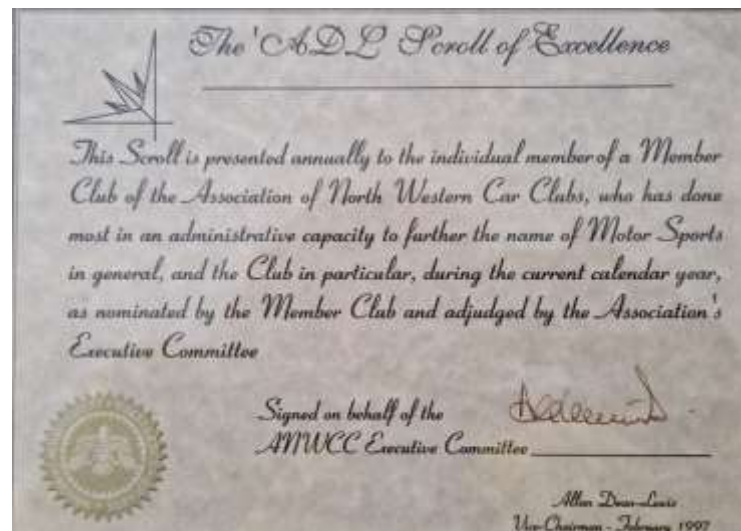 The 'ADL Scroll of Excellence
This Scroll is presented annually to the individual member of a Member
Club of the Association of North Western Car Clubs, who has done
most in an administrative capacity to further the name of Motor Sports
in general, and the Club in particular, during the current calendar year,
as nominated by the Member Club and adjudged by the Association's
Executive Committee
Signed on behalf of the
ANWCC Executive Committee
Allan Dean-Lewis
Vice-Chairman - February 1992